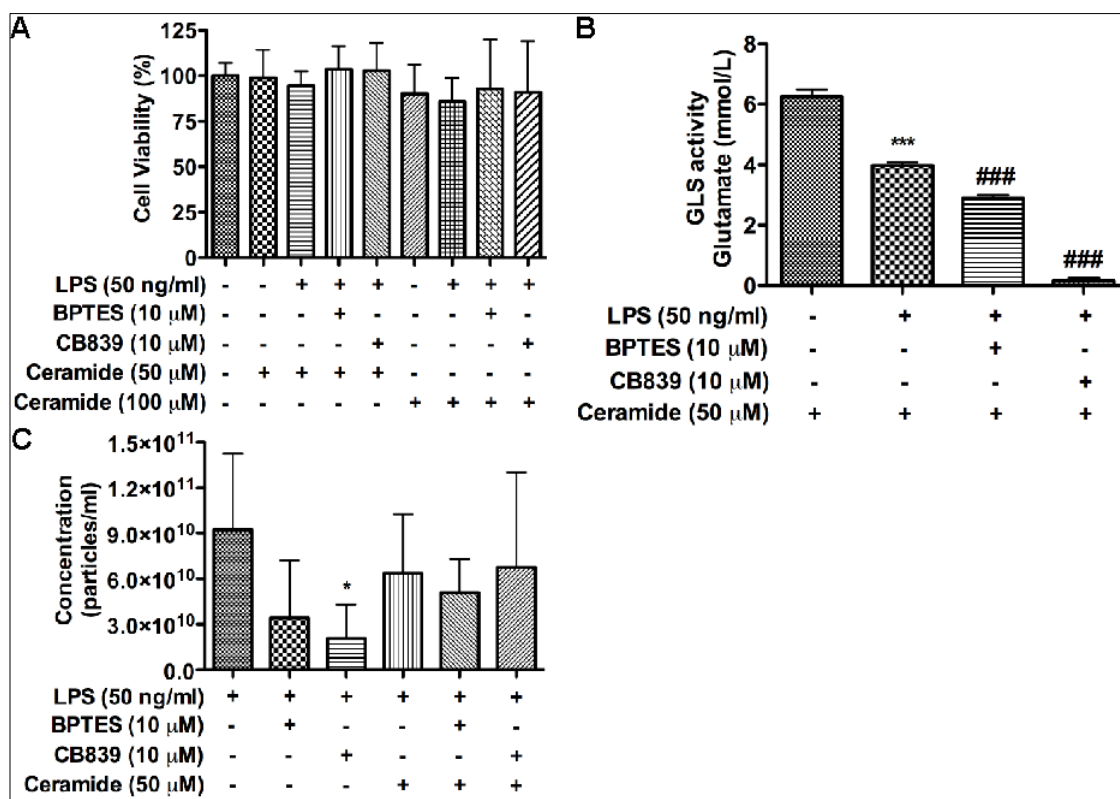 A
Cell Viability (%)
125
100
75
50
25
0
LPS (50 ng/ml) - - + + + - + + +
BPTES (10 μM) - - - + - - - + -
CB839 (10 μM) - - - - + - - - +
Ceramide (50 μM) - + + + + - - - -
Ceramide (100 μM) - - - - - + + + +
B
GLS activity
Glutamate (mmol/L)
8
6
4
2
0
***
###
###
LPS (50 ng/ml) - + + +
BPTES (10 μM) - - + -
CB839 (10 μM) - - - +
Ceramide (50 μM) + + + +
C
Concentration
(particles/ml)
1.5×10¹¹
1.2×10¹¹
9.0×10¹⁰
6.0×10¹⁰
3.0×10¹⁰
0.0
*
LPS (50 ng/ml) + + + + + +
BPTES (10 μM) - + - - + -
CB839 (10 μM) - - + - - +
Ceramide (50 μM) - - - + + +